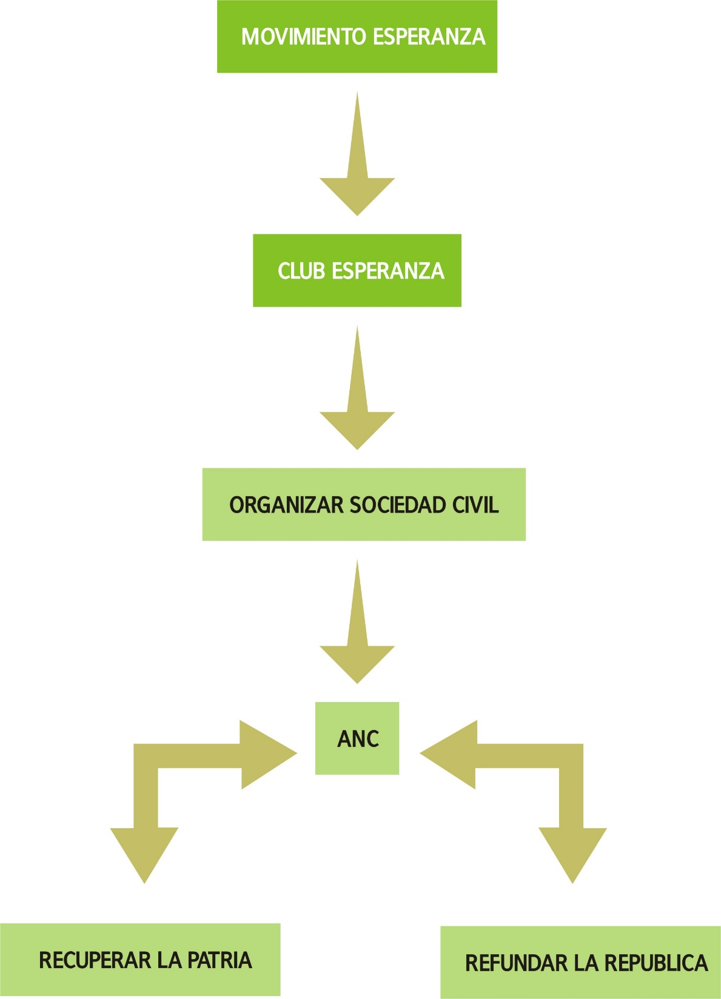 MOVIMIENTO ESPERANZA
CLUB ESPERANZA
ORGANIZAR SOCIEDAD CIVIL
ANC
RECUPERAR LA PATRIA
REFUNDAR LA REPUBLICA